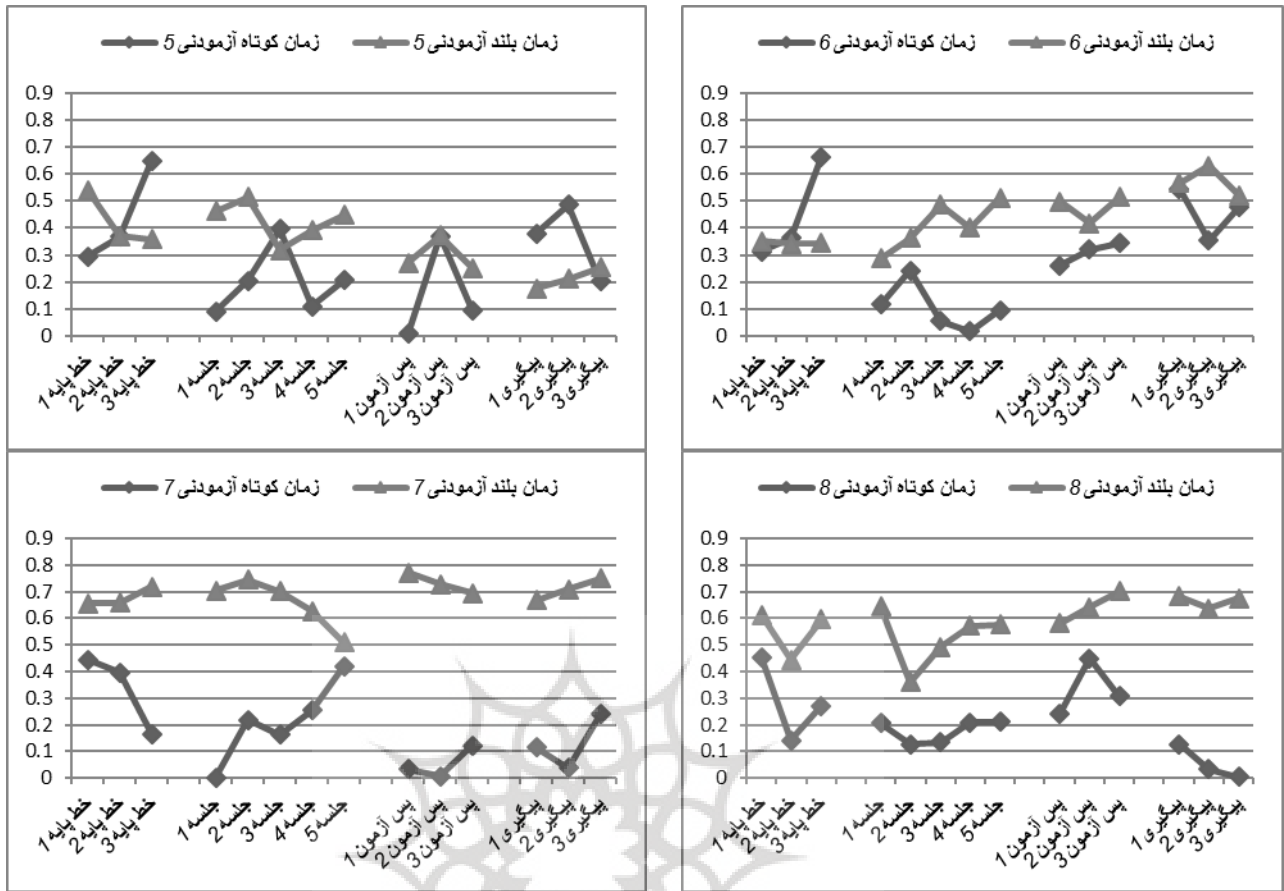 زمان کوتاه آزمودنی 5 زمان بلند آزمودنی 5
0.9
0.8
0.7
0.6
0.5
0.4
0.3
0.2
0.1
0
خط پایه 1
خط پایه 2
خط پایه 3
جلسه 1
جلسه 2
جلسه 3
جلسه 4
جلسه 5
پس آزمون 1
پس آزمون 2
پس آزمون 3
پیگیری 1
پیگیری 2
پیگیری 3
زمان کوتاه آزمودنی 6 زمان بلند آزمودنی 6
0.9
0.8
0.7
0.6
0.5
0.4
0.3
0.2
0.1
0
خط پایه 1
خط پایه 2
خط پایه 3
جلسه 1
جلسه 2
جلسه 3
جلسه 4
جلسه 5
پس آزمون 1
پس آزمون 2
پس آزمون 3
پیگیری 1
پیگیری 2
پیگیری 3
زمان کوتاه آزمودنی 7 زمان بلند آزمودنی 7
0.9
0.8
0.7
0.6
0.5
0.4
0.3
0.2
0.1
0
خط پایه 1
خط پایه 2
خط پایه 3
جلسه 1
جلسه 2
جلسه 3
جلسه 4
جلسه 5
پس آزمون 1
پس آزمون 2
پس آزمون 3
پیگیری 1
پیگیری 2
پیگیری 3
زمان کوتاه آزمودنی 8 زمان بلند آزمودنی 8
0.9
0.8
0.7
0.6
0.5
0.4
0.3
0.2
0.1
0
خط پایه 1
خط پایه 2
خط پایه 3
جلسه 1
جلسه 2
جلسه 3
جلسه 4
جلسه 5
پس آزمون 1
پس آزمون 2
پس آزمون 3
پیگیری 1
پیگیری 2
پیگیری 3